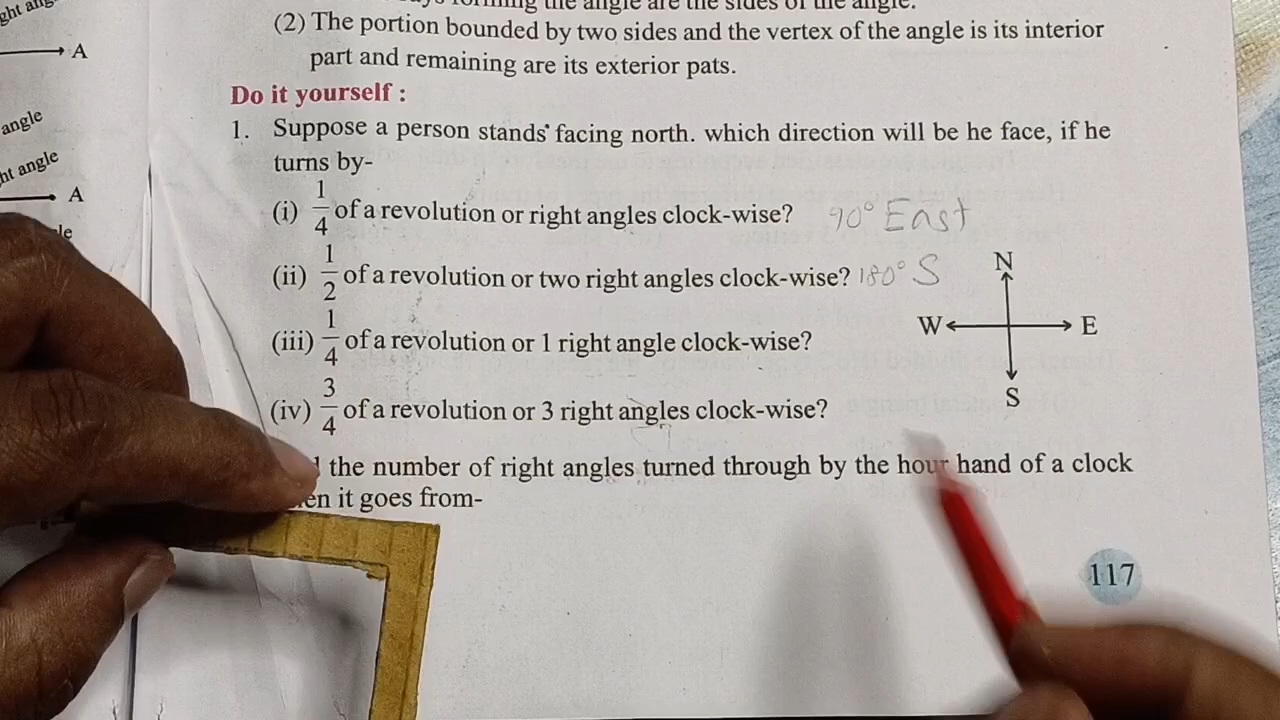 ght ang
A
angle
ht angle
A
le
forming the angle are the sides of the angle.
(2) The portion bounded by two sides and the vertex of the angle is its interior
part and remaining are its exterior pats.
Do it yourself :
1. Suppose a person stands facing north. which direction will be he face, if he
turns by-
(i) 1/4 of a revolution or right angles clock-wise? 90° East
(ii) 1/2 of a revolution or two right angles clock-wise? 180° S
(iii) 1/4 of a revolution or 1 right angle clock-wise?
(iv) 3/4 of a revolution or 3 right angles clock-wise?
N
W E
S
the number of right angles turned through by the hour hand of a clock
en it goes from-
117